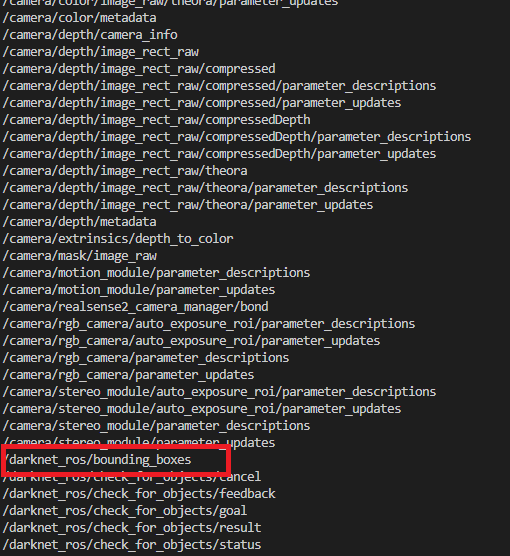 /camera/color/image_raw/theora/parameter_updates
/camera/color/metadata
/camera/depth/camera_info
/camera/depth/image_rect_raw
/camera/depth/image_rect_raw/compressed
/camera/depth/image_rect_raw/compressed/parameter_descriptions
/camera/depth/image_rect_raw/compressed/parameter_updates
/camera/depth/image_rect_raw/compressedDepth
/camera/depth/image_rect_raw/compressedDepth/parameter_descriptions
/camera/depth/image_rect_raw/compressedDepth/parameter_updates
/camera/depth/image_rect_raw/theora
/camera/depth/image_rect_raw/theora/parameter_descriptions
/camera/depth/image_rect_raw/theora/parameter_updates
/camera/depth/metadata
/camera/extrinsics/depth_to_color
/camera/mask/image_raw
/camera/motion_module/parameter_descriptions
/camera/motion_module/parameter_updates
/camera/realsense2_camera_manager/bond
/camera/rgb_camera/auto_exposure_roi/parameter_descriptions
/camera/rgb_camera/auto_exposure_roi/parameter_updates
/camera/rgb_camera/parameter_descriptions
/camera/rgb_camera/parameter_updates
/camera/stereo_module/auto_exposure_roi/parameter_descriptions
/camera/stereo_module/auto_exposure_roi/parameter_updates
/camera/stereo_module/parameter_descriptions
/camera/stereo_module/parameter_updates
/darknet_ros/bounding_boxes
/darknet_ros/check_for_objects/cancel
/darknet_ros/check_for_objects/feedback
/darknet_ros/check_for_objects/goal
/darknet_ros/check_for_objects/result
/darknet_ros/check_for_objects/status